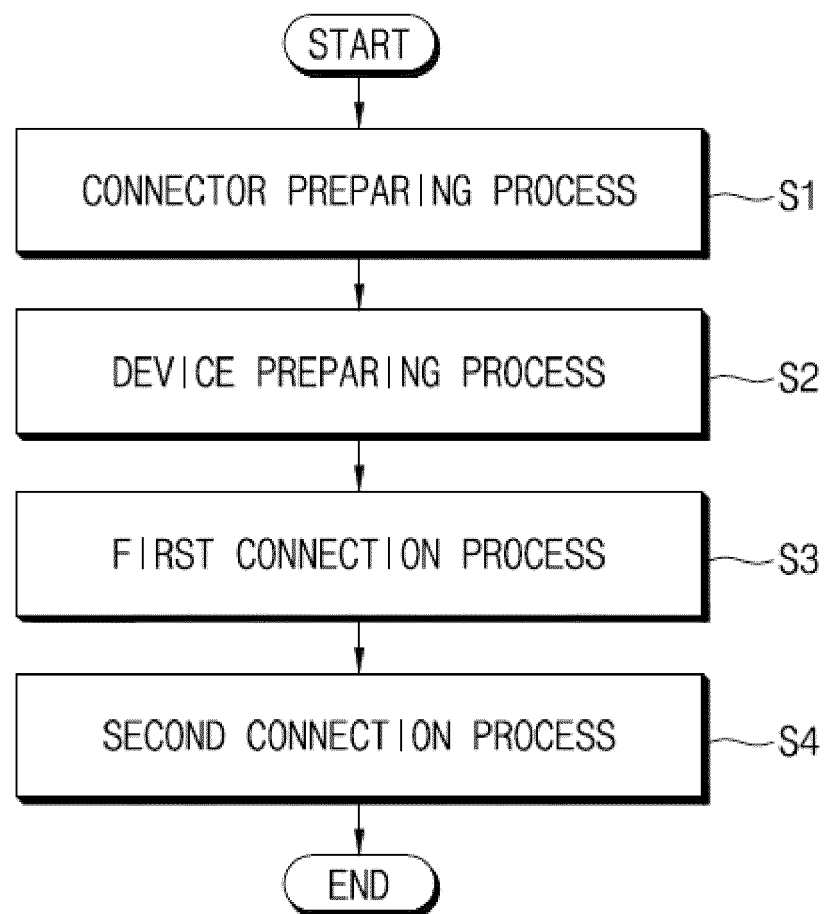 START
CONNECTOR PREPARING PROCESS
S1
DEVICE PREPARING PROCESS
S2
FIRST CONNECTION PROCESS
S3
SECOND CONNECTION PROCESS
S4
END